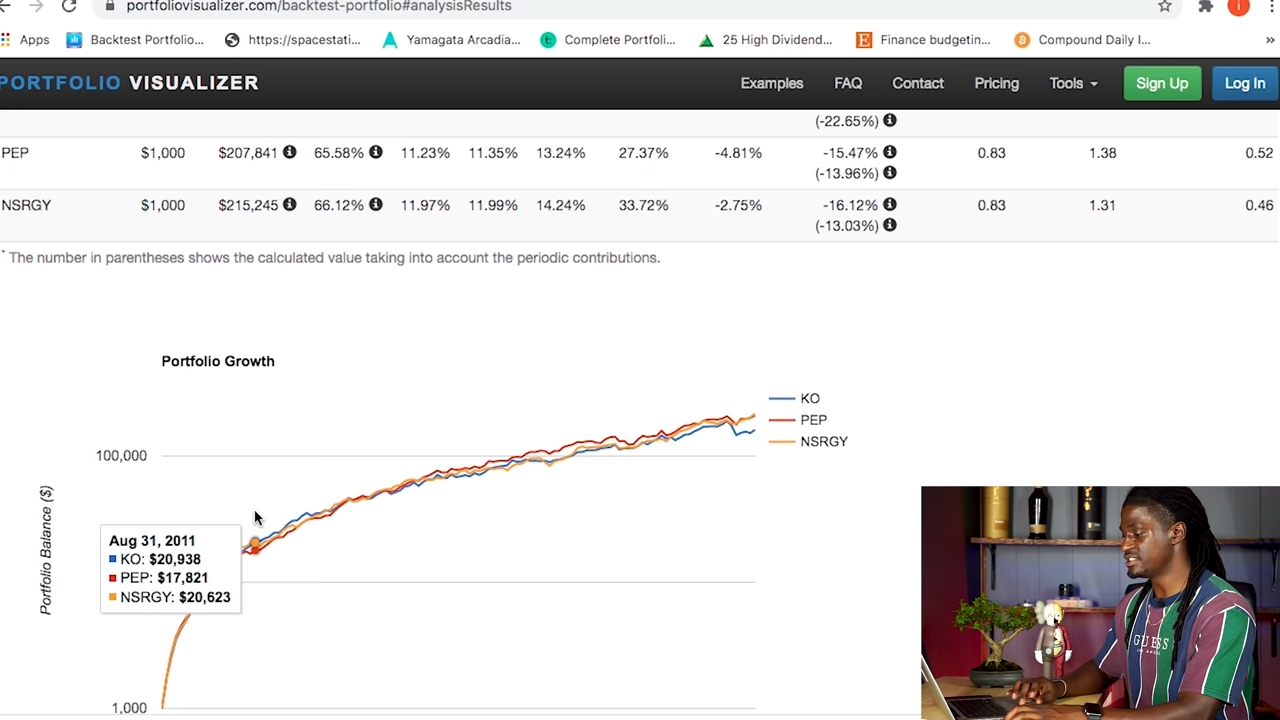 portfoliovisualizer.com/backtest-portfolio#analysisResults
Apps Backtest Portfolio... https://spacestati... Yamagata Arcadia... Complete Portfoli... 25 High Dividend... Finance budgetin... Compound Daily I... »
PORTFOLIO VISUALIZER Examples FAQ Contact Pricing Tools Sign Up Log In
(-22.65%)
PEP $1,000 $207,841 65.58% 11.23% 11.35% 13.24% 27.37% -4.81% -15.47% 0.83 1.38 0.52
(-13.96%)
NSRGY $1,000 $215,245 66.12% 11.97% 11.99% 14.24% 33.72% -2.75% -16.12% 0.83 1.31 0.46
(-13.03%)
* The number in parentheses shows the calculated value taking into account the periodic contributions.
Portfolio Growth
KO
PEP
NSRGY
100,000
Portfolio Balance ($)
Aug 31, 2011
KO: $20,938
PEP: $17,821
NSRGY: $20,623
1,000
GUESS
LOS ANGELES